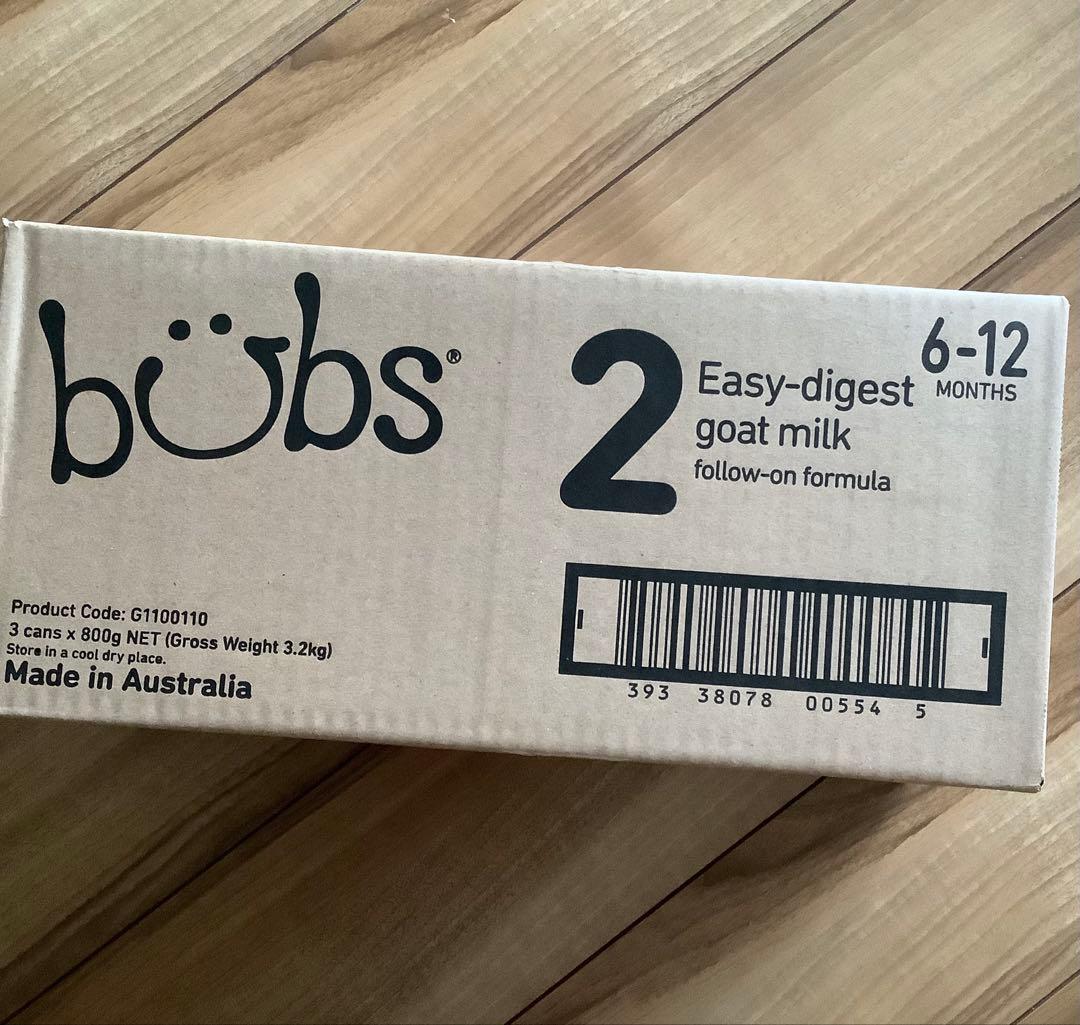 bübs®
2
Easy-digest
goat milk
follow-on formula
6-12
MONTHS
Product Code: G1100110
3 cans x 800g NET (Gross Weight 3.2kg)
Store in a cool dry place.
Made in Australia
393 38078 00554 5